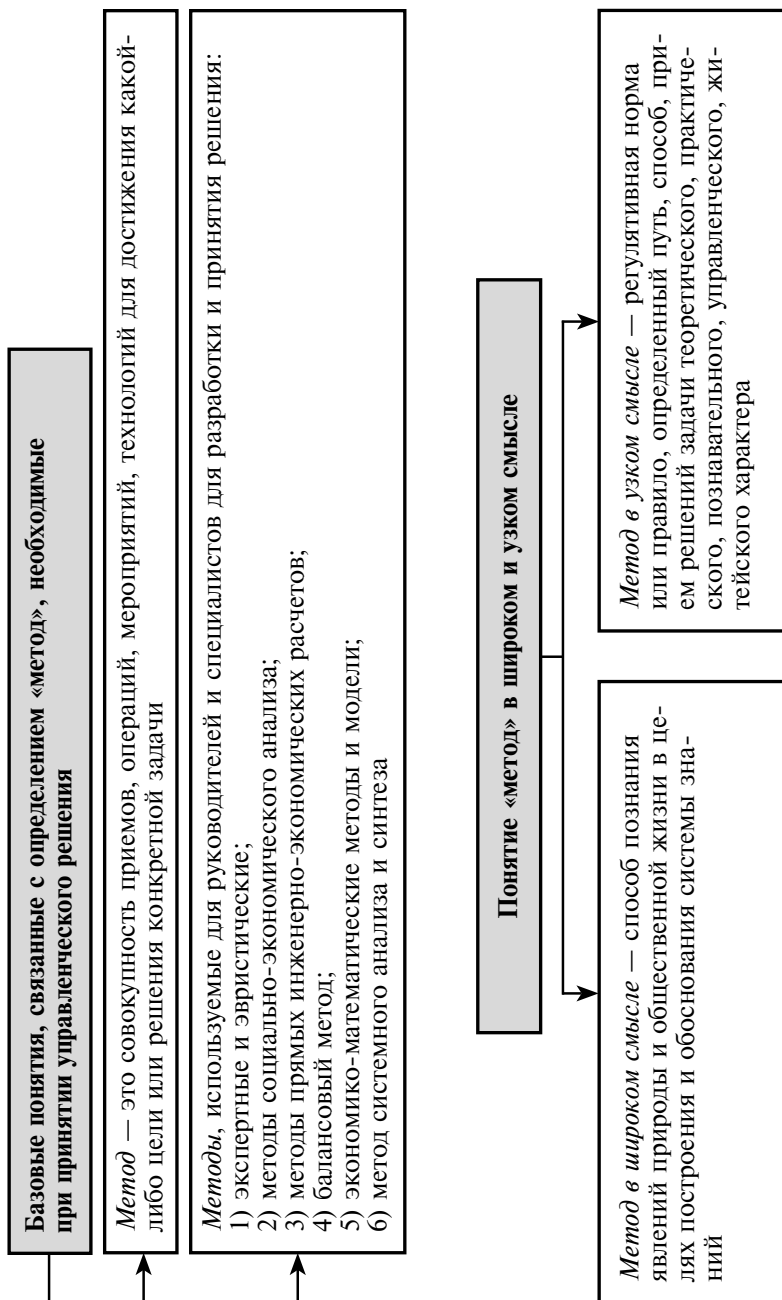 Базовые понятия, связанные с определением «метод», необходимые
при принятии управленческого решения
Метод — это совокупность приемов, операций, мероприятий, технологий для достижения какой-
либо цели или решения конкретной задачи
Методы, используемые для руководителей и специалистов для разработки и принятия решения:
1) экспертные и эвристические;
2) методы социально-экономического анализа;
3) методы прямых инженерно-экономических расчетов;
4) балансовый метод;
5) экономико-математические методы и модели;
6) метод системного анализа и синтеза
Понятие «метод» в широком и узком смысле
Метод в широком смысле — способ познания
явлений природы и общественной жизни в це-
лях построения и обоснования системы зна-
ний
Метод в узком смысле — регулятивная норма
или правило, определенный путь, способ, при-
ем решений задачи теоретического, практиче-
ского, познавательного, управленческого, жи-
тейского характера